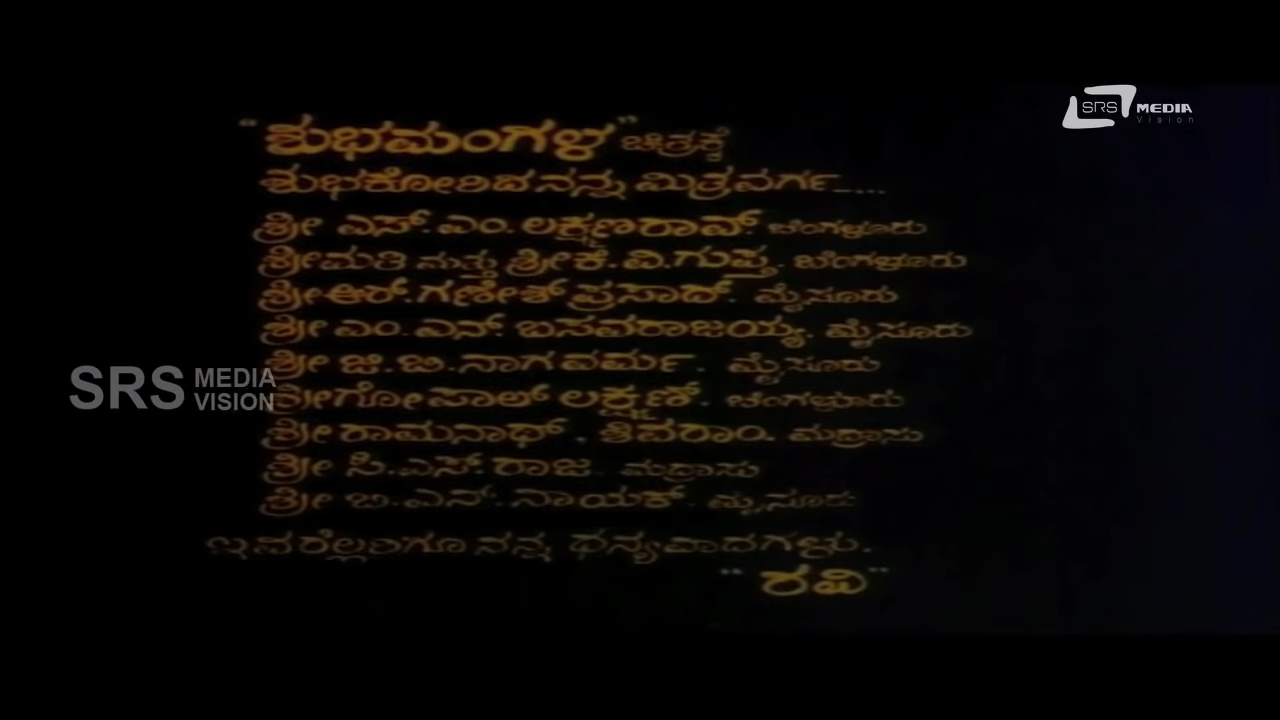 SRS MEDIA
Vision
"ಶುಭಮಂಗಳ" ಚಿತ್ರಕ್ಕೆ
ಶುಭಕೋರಿದ ನನ್ನ ಮಿತ್ರವರ್ಗ....
ಶ್ರೀ ಎಸ್. ಎಂ. ಲಕ್ಷ್ಮಣರಾವ್. ಬೆಂಗಳೂರು
ಶ್ರೀಮತಿ ಮತ್ತು ಶ್ರೀ ಕೆ. ವಿ. ಗುಪ್ತ. ಬೆಂಗಳೂರು
ಶ್ರೀ ಆರ್. ಗಣೇಶ್ ಪ್ರಸಾದ್. ಮೈಸೂರು
ಶ್ರೀ ಎಂ. ಎನ್. ಬಸವರಾಜಯ್ಯ. ಮೈಸೂರು
ಶ್ರೀ ಜಿ. ಬಿ. ನಾಗವರ್ಮ. ಮೈಸೂರು
SRS MEDIA VISION
ಶ್ರೀ ಗೋಪಾಲ್ ಲಕ್ಷ್ಮಣ್. ಬೆಂಗಳೂರು
ಶ್ರೀ ರಾಮನಾಥ್. ಶಿವರಾಂ. ಮದ್ರಾಸು
ಶ್ರೀ ಸಿ. ಎಸ್. ರಾಜ. ಮದ್ರಾಸು
ಶ್ರೀ ಬಿ. ಎನ್. ನಾಯಕ್. ಮೈಸೂರು
ಇವರೆಲ್ಲರಿಗೂ ನನ್ನ ಧನ್ಯವಾದಗಳು.
"ರವಿ"